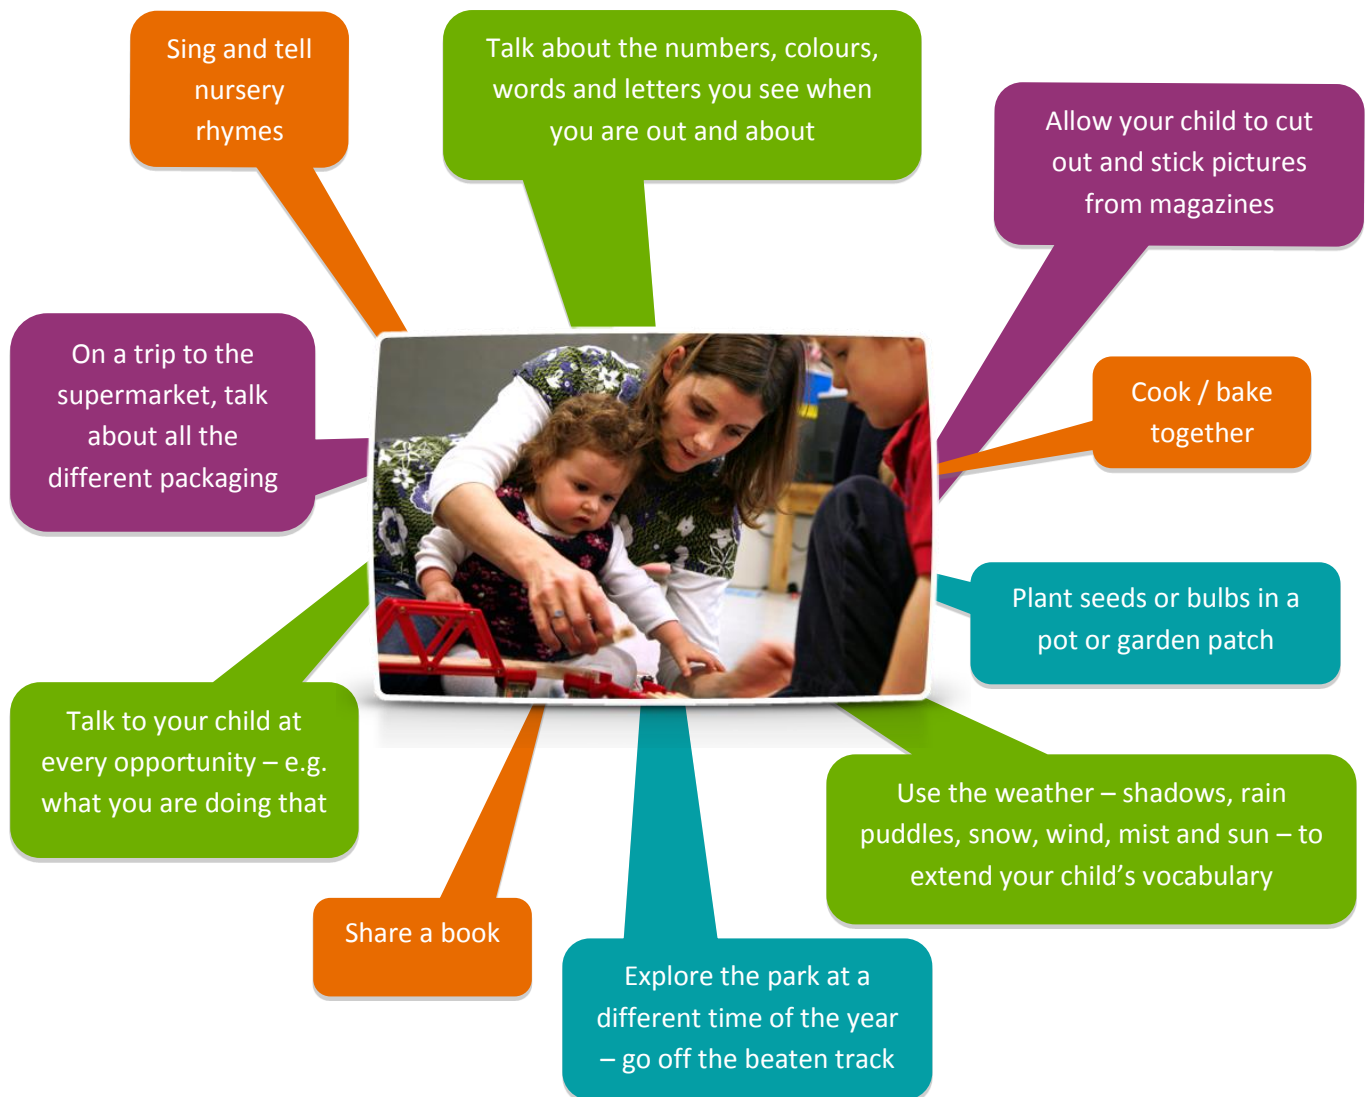 Sing and tell
nursery
rhymes
Talk about the numbers, colours,
words and letters you see when
you are out and about
Allow your child to cut
out and stick pictures
from magazines
On a trip to the
supermarket, talk
about all the
different packaging
Cook / bake
together
Plant seeds or bulbs in a
pot or garden patch
Talk to your child at
every opportunity – e.g.
what you are doing that
Use the weather – shadows, rain
puddles, snow, wind, mist and sun – to
extend your child’s vocabulary
Share a book
Explore the park at a
different time of the year
– go off the beaten track